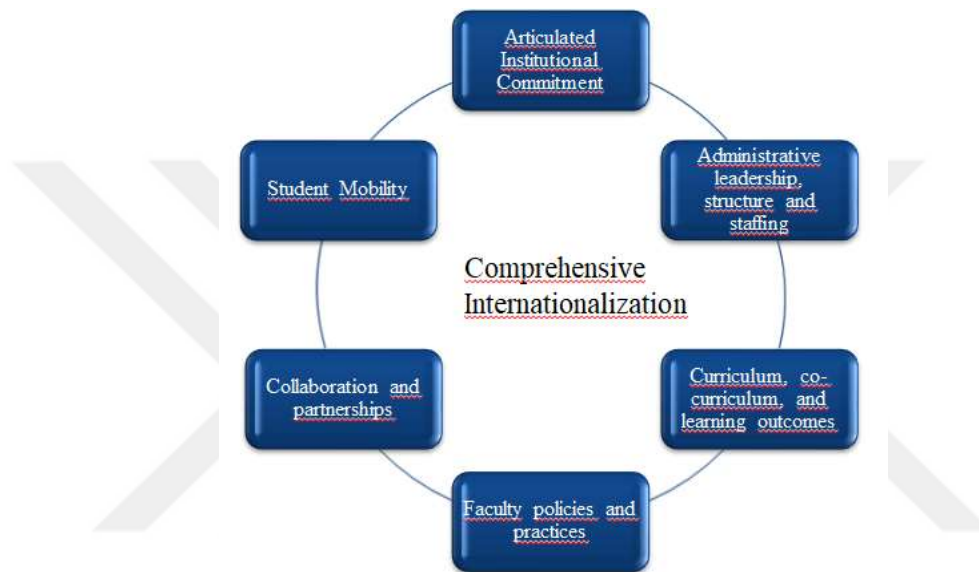 Articulated
Institutional
Commitment
Administrative
leadership,
structure and
staffing
Student Mobility
Comprehensive
Internationalization
Curriculum, co-
curriculum, and
learning outcomes
Collaboration and
partnerships
Faculty policies and
practices